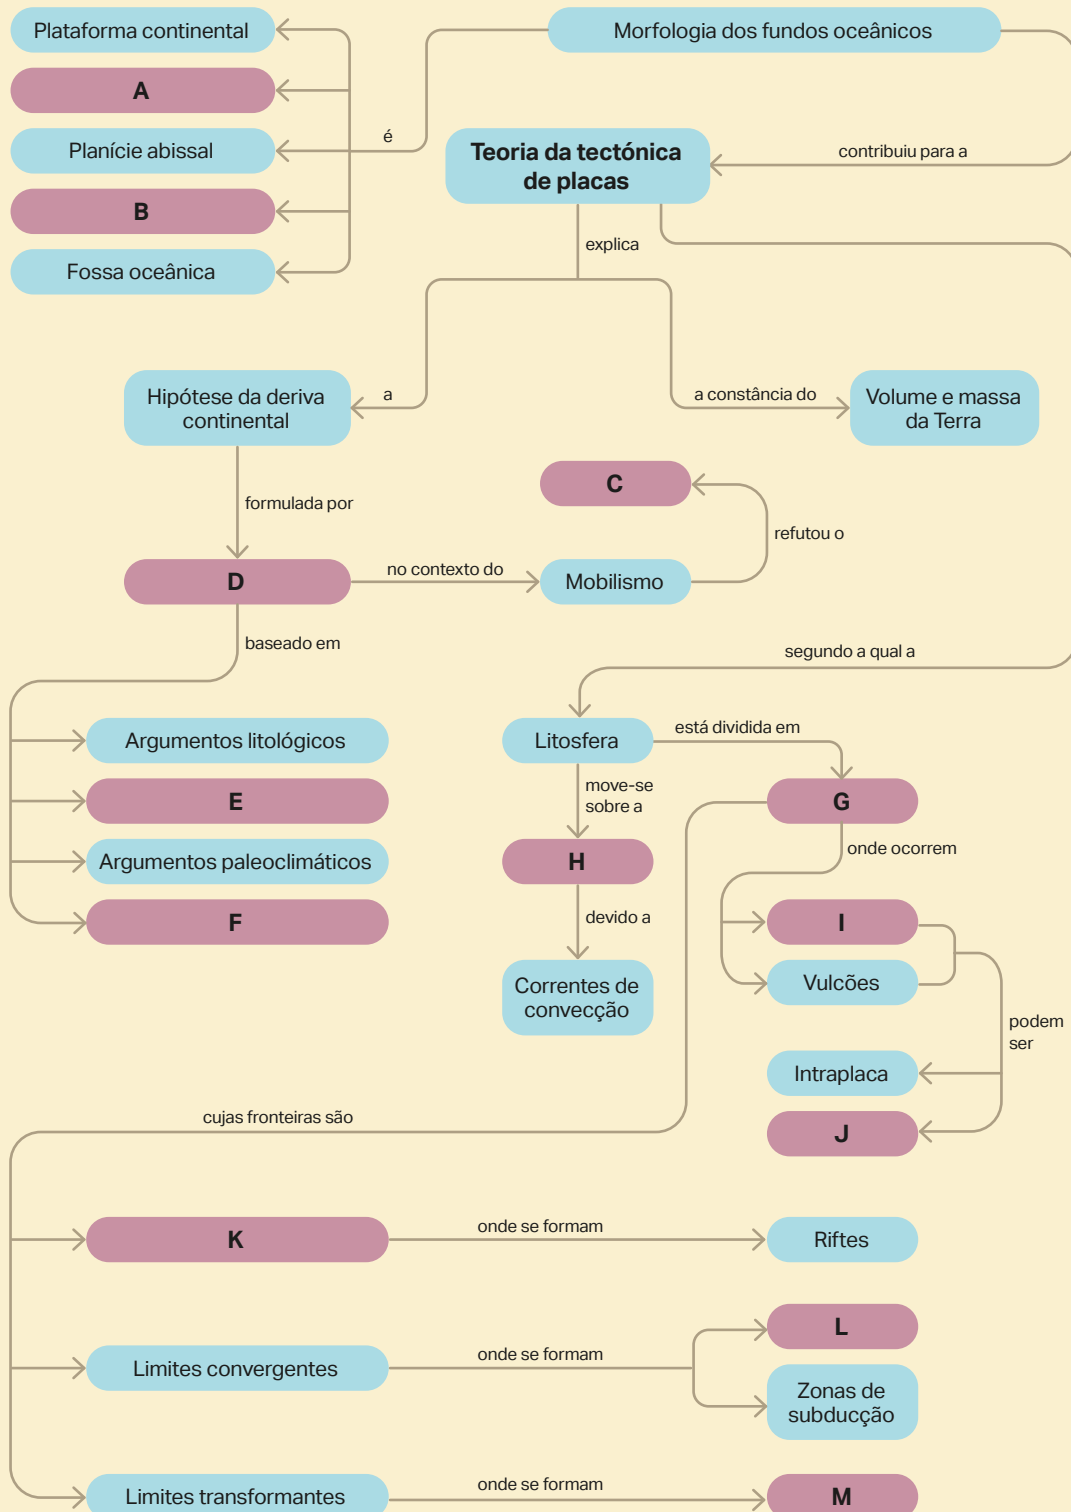 Plataforma continental
Morfologia dos fundos oceânicos
A
Planície abissal
é
Teoria da tectónica
de placas
contribuiu para a
B
Fossa oceânica
explica
Hipótese da deriva
continental
a
a constância do
Volume e massa
da Terra
C
formulada por
refutou o
D
no contexto do
Mobilismo
baseado em
segundo a qual a
Argumentos litológicos
Litosfera
está dividida em
E
move-se
sobre a
G
Argumentos paleoclimáticos
H
onde ocorrem
F
devido a
I
Correntes de
convecção
Vulcões
podem
ser
Intraplaca
cujas fronteiras são
J
K
onde se formam
Riftes
L
Limites convergentes
onde se formam
Zonas de
subducção
Limites transformantes
onde se formam
M